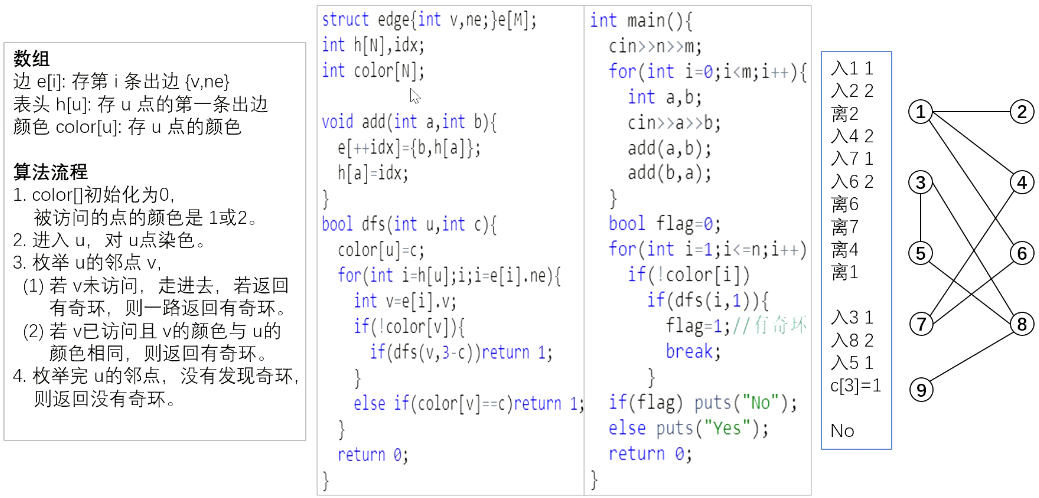 数组
边 e[i]: 存第 i 条出边 {v,ne}
表头 h[u]: 存 u 点的第一条出边
颜色 color[u]: 存 u 点的颜色
算法流程
1. color[]初始化为0,
被访问的点的颜色是 1或2。
2. 进入 u，对 u点染色。
3. 枚举 u的邻点 v,
(1) 若 v未访问，走进去，若返回
有奇环，则一路返回有奇环。
(2) 若 v已访问且 v的颜色与 u的
颜色相同，则返回有奇环。
4. 枚举完 u的邻点，没有发现奇环，
则返回没有奇环。
struct edge{int v,ne;}e[M];
int h[N],idx;
int color[N];
void add(int a,int b){
e[++idx]={b,h[a]};
h[a]=idx;
}
bool dfs(int u,int c){
color[u]=c;
for(int i=h[u];i;i=e[i].ne){
int v=e[i].v;
if(!color[v]){
if(dfs(v,3-c))return 1;
}
else if(color[v]==c)return 1;
}
return 0;
}
int main(){
cin>>n>>m;
for(int i=0;i<m;i++){
int a,b;
cin>>a>>b;
add(a,b);
add(b,a);
}
bool flag=0;
for(int i=1;i<=n;i++)
if(!color[i])
if(dfs(i,1)){
flag=1;//有奇环
break;
}
if(flag) puts("No");
else puts("Yes");
return 0;
}
入1 1
入2 2
离2
入4 2
入7 1
入6 2
离6
离7
离4
离1
入3 1
入8 2
入5 1
c[3]=1
No
1
2
3
4
5
6
7
8
9